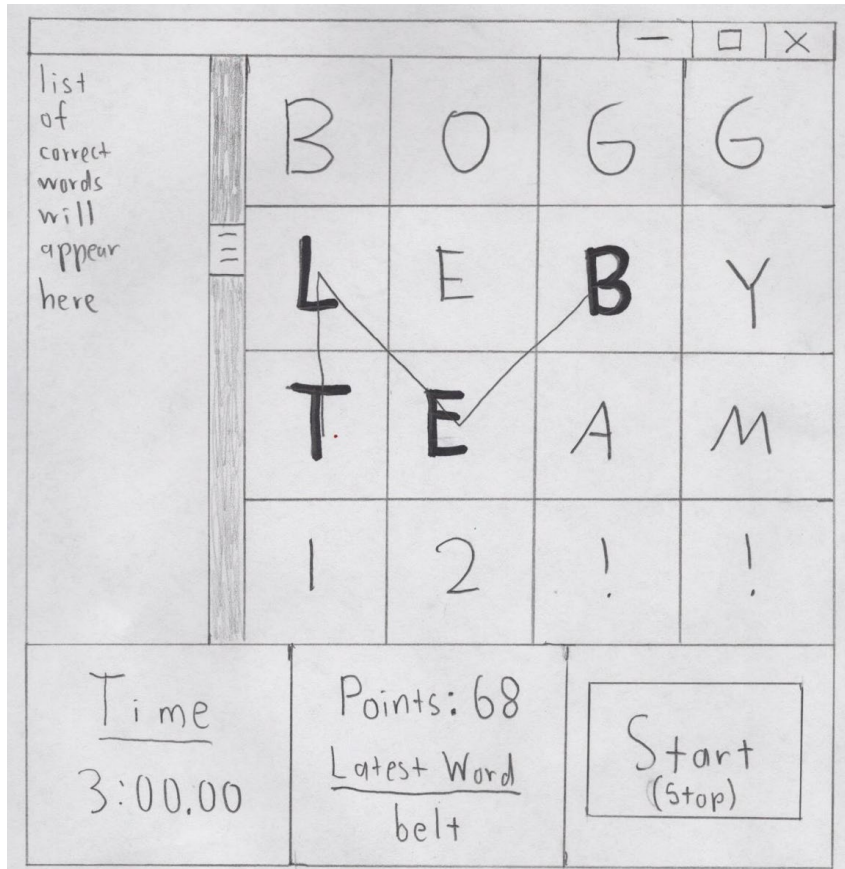 list
of
correct
words
will
appear
here
B O G G
L E B Y
T E A M
1 2 ! !
Time
3:00.00
Points: 68
Latest Word
belt
Start
(Stop)